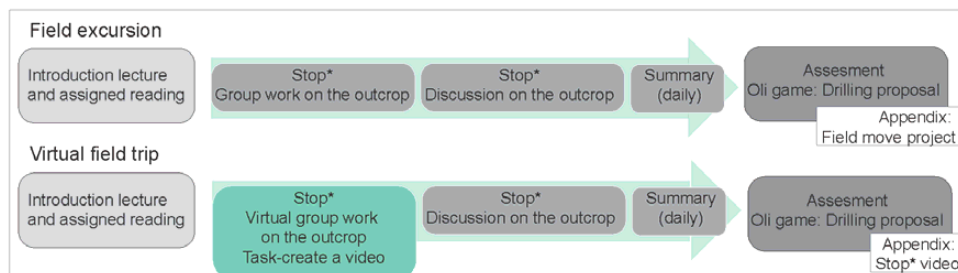 Field excursion
Introduction lecture
and assigned reading
Stop*
Group work on the outcrop
Stop*
Discussion on the outcrop
Summary
(daily)
Assesment
Oli game: Drilling proposal
Appendix:
Field move project
Virtual field trip
Introduction lecture
and assigned reading
Stop*
Virtual group work
on the outcrop
Task-create a video
Stop*
Discussion on the outcrop
Summary
(daily)
Assesment
Oli game: Drilling proposal
Appendix:
Stop* video